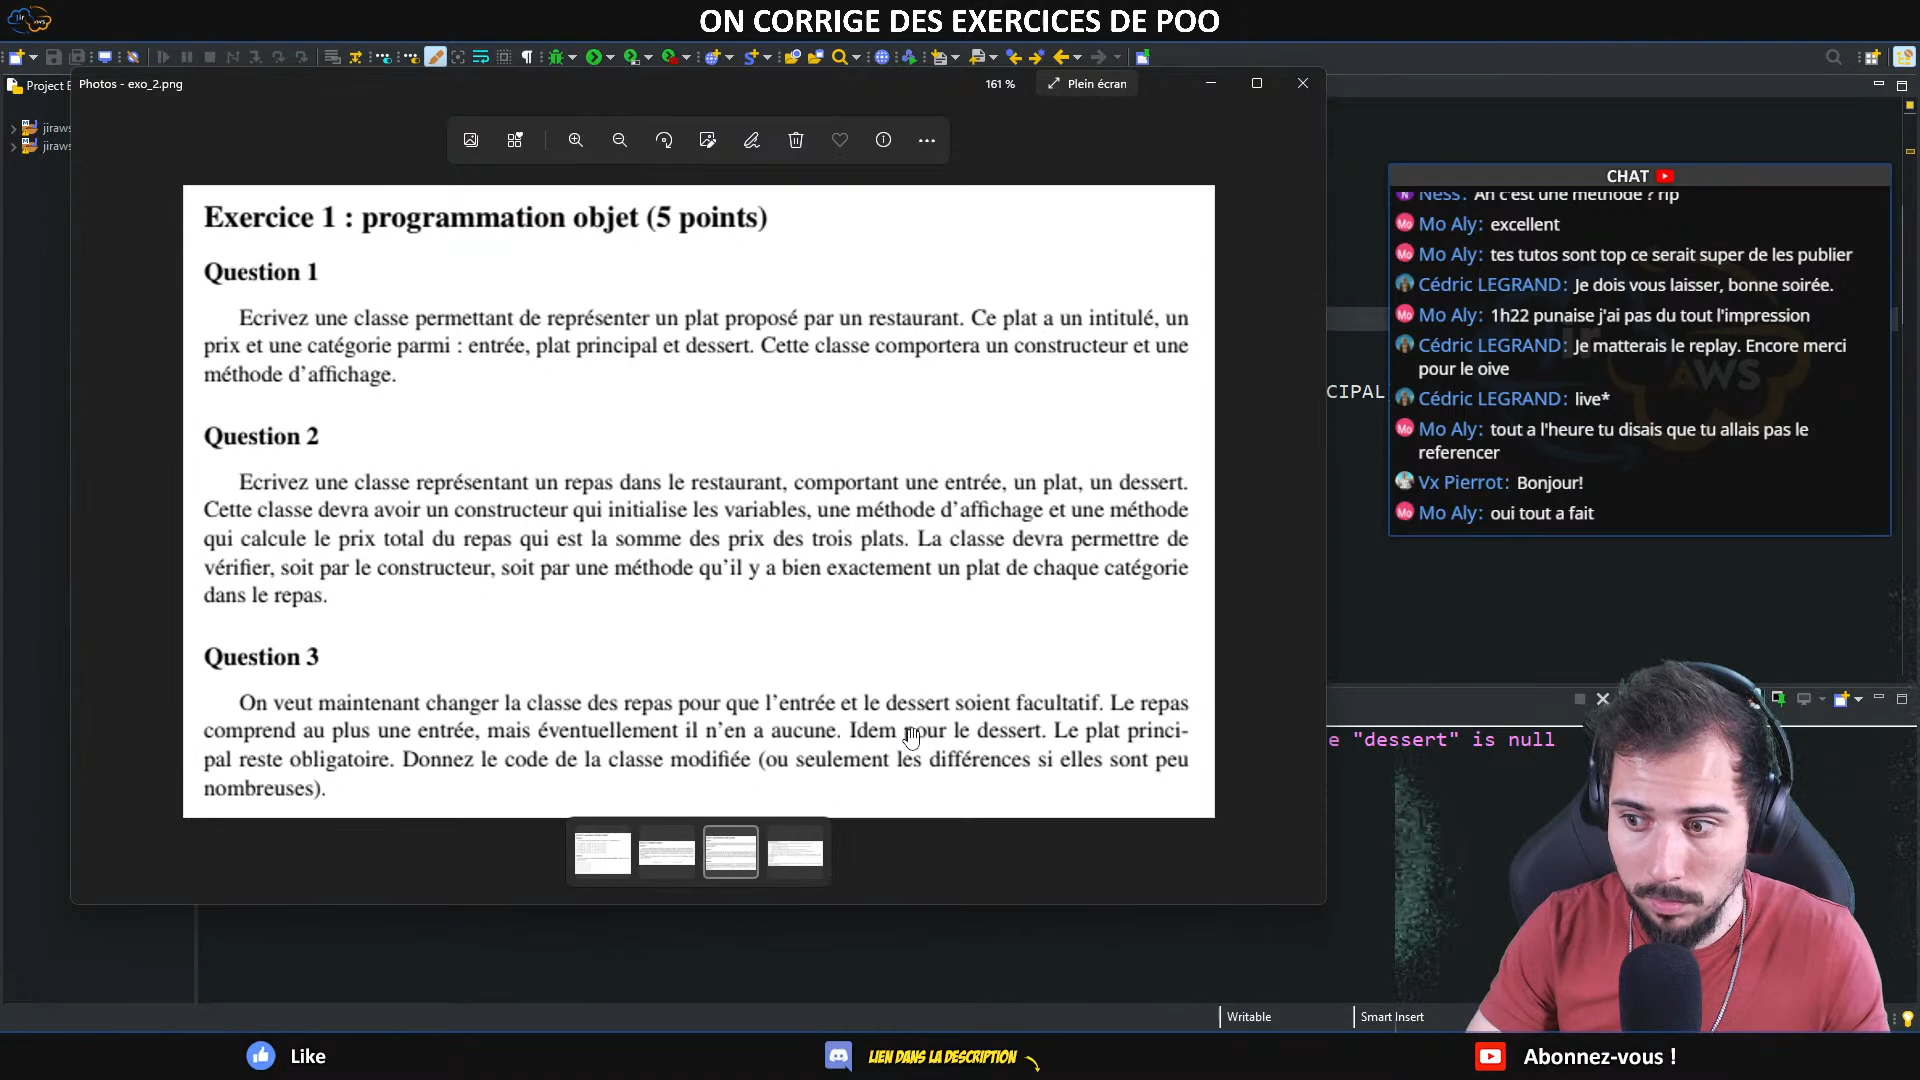 ON CORRIGE DES EXERCICES DE POO
Project E
jiraws
jiraws
Photos - exo_2.png
161 %
Plein écran
Exercice 1 : programmation objet (5 points)
Question 1
Ecrivez une classe permettant de représenter un plat proposé par un restaurant. Ce plat a un intitulé, un
prix et une catégorie parmi : entrée, plat principal et dessert. Cette classe comportera un constructeur et une
méthode d'affichage.
Question 2
Ecrivez une classe représentant un repas dans le restaurant, comportant une entrée, un plat, un dessert.
Cette classe devra avoir un constructeur qui initialise les variables, une méthode d'affichage et une méthode
qui calcule le prix total du repas qui est la somme des prix des trois plats. La classe devra permettre de
vérifier, soit par le constructeur, soit par une méthode qu'il y a bien exactement un plat de chaque catégorie
dans le repas.
Question 3
On veut maintenant changer la classe des repas pour que l'entrée et le dessert soient facultatif. Le repas
comprend au plus une entrée, mais éventuellement il n'en a aucune. Idem pour le dessert. Le plat princi-
pal reste obligatoire. Donnez le code de la classe modifiée (ou seulement les différences si elles sont peu
nombreuses).
CHAT
Ness: Ah c'est une méthode ? rip
Mo Aly: excellent
Mo Aly: tes tutos sont top ce serait super de les publier
Cédric LEGRAND: Je dois vous laisser, bonne soirée.
Mo Aly: 1h22 punaise j'ai pas du tout l'impression
Cédric LEGRAND: Je matterais le replay. Encore merci
pour le oive
Cédric LEGRAND: live*
Mo Aly: tout a l'heure tu disais que tu allais pas le
referencer
Vx Pierrot: Bonjour!
Mo Aly: oui tout a fait
CIPAL
AWS
e "dessert" is null
Writable
Smart Insert
Like
LIEN DANS LA DESCRIPTION
Abonnez-vous !